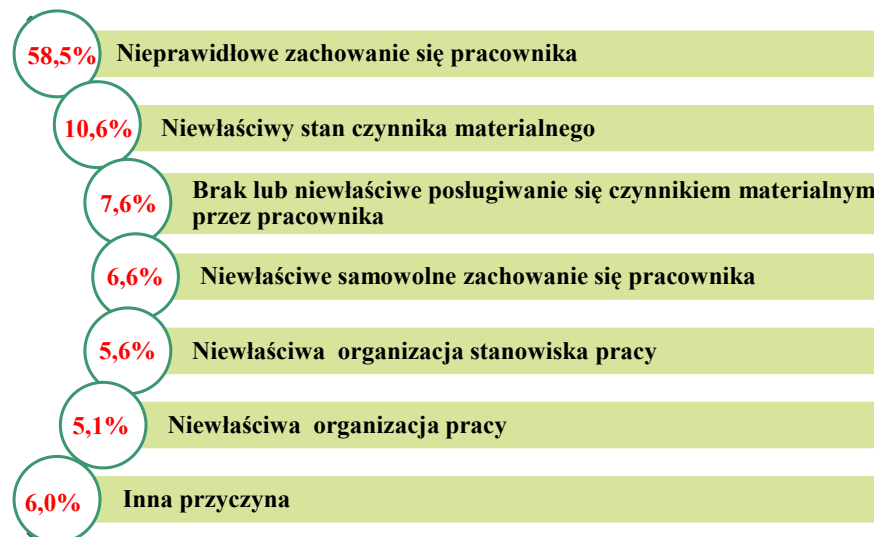 58,5% Nieprawidłowe zachowanie się pracownika
10,6% Niewłaściwy stan czynnika materialnego
7,6% Brak lub niewłaściwe posługiwanie się czynnikiem materialnym
przez pracownika
6,6% Niewłaściwe samowolne zachowanie się pracownika
5,6% Niewłaściwa organizacja stanowiska pracy
5,1% Niewłaściwa organizacja pracy
6,0% Inna przyczyna